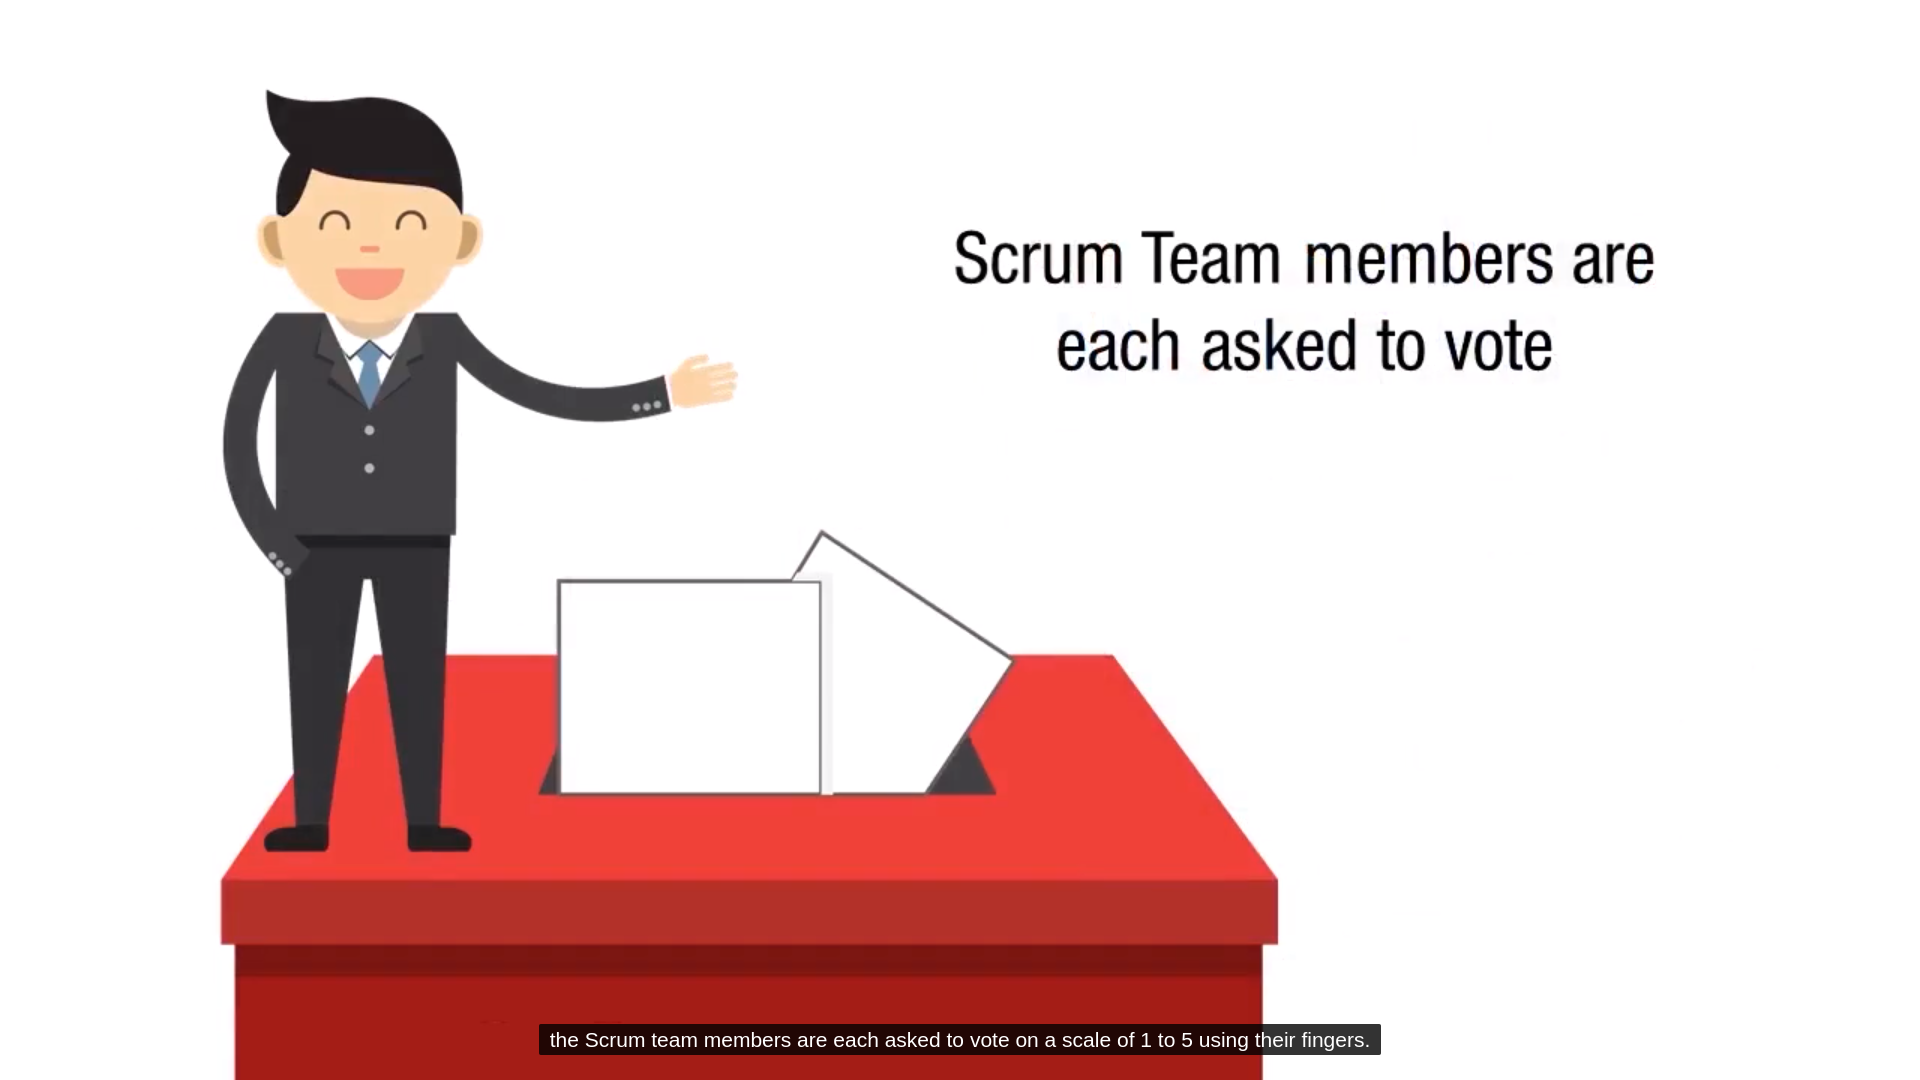 Scrum Team members are
each asked to vote
the Scrum team members are each asked to vote on a scale of 1 to 5 using their fingers.